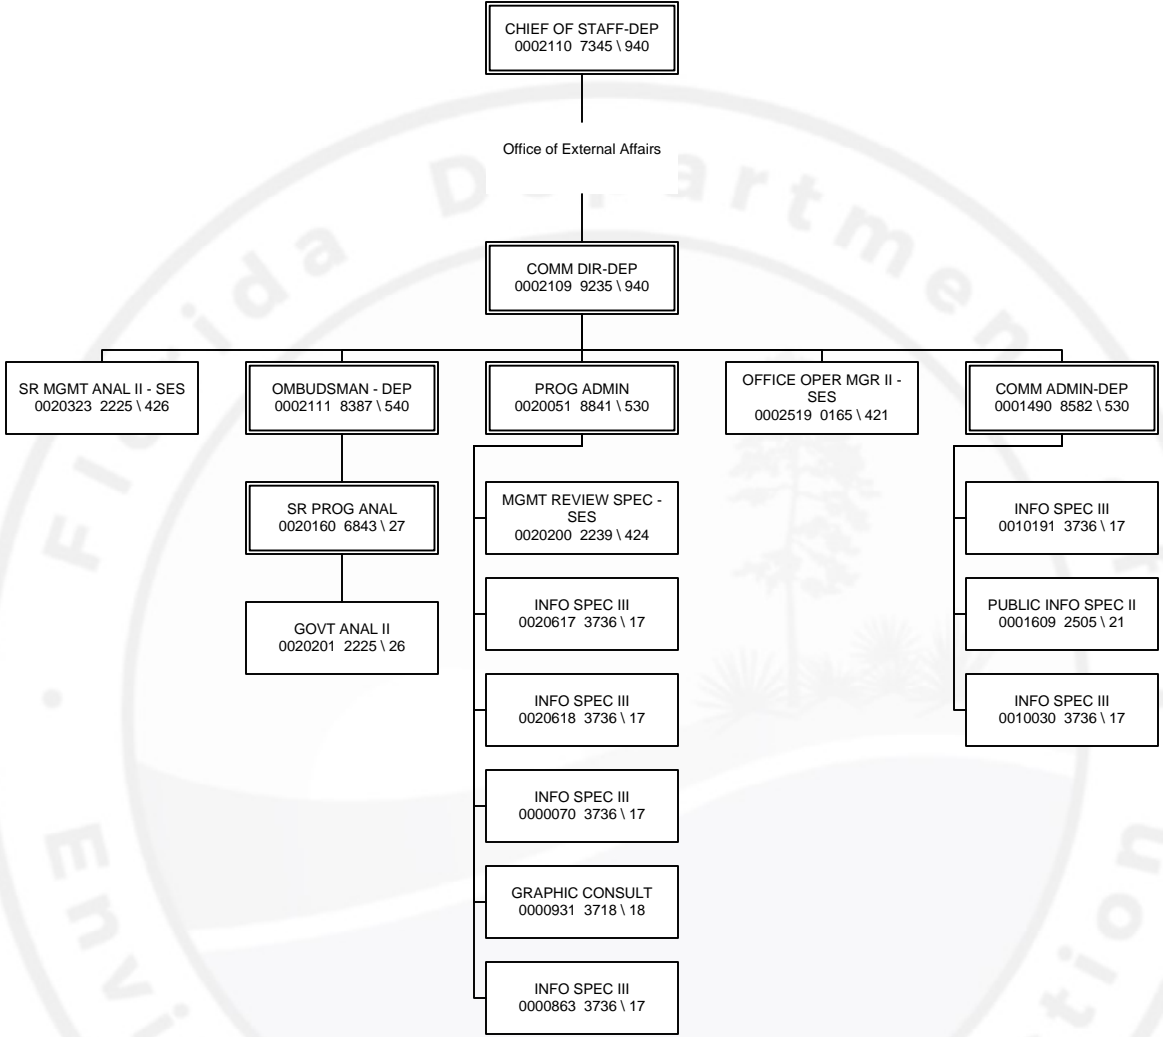 CHIEF OF STAFF-DEP
0002110 7345 \ 940
Office of External Affairs
COMM DIR-DEP
0002109 9235 \ 940
SR MGMT ANAL II - SES
0020323 2225 \ 426
OMBUDSMAN - DEP
0002111 8387 \ 540
PROG ADMIN
0020051 8841 \ 530
OFFICE OPER MGR II -
SES
0002519 0165 \ 421
COMM ADMIN-DEP
0001490 8582 \ 530
SR PROG ANAL
0020160 6843 \ 27
GOVT ANAL II
0020201 2225 \ 26
MGMT REVIEW SPEC -
SES
0020200 2239 \ 424
INFO SPEC III
0020617 3736 \ 17
INFO SPEC III
0020618 3736 \ 17
INFO SPEC III
0000070 3736 \ 17
GRAPHIC CONSULT
0000931 3718 \ 18
INFO SPEC III
0000863 3736 \ 17
INFO SPEC III
0010191 3736 \ 17
PUBLIC INFO SPEC II
0001609 2505 \ 21
INFO SPEC III
0010030 3736 \ 17
Florida Department